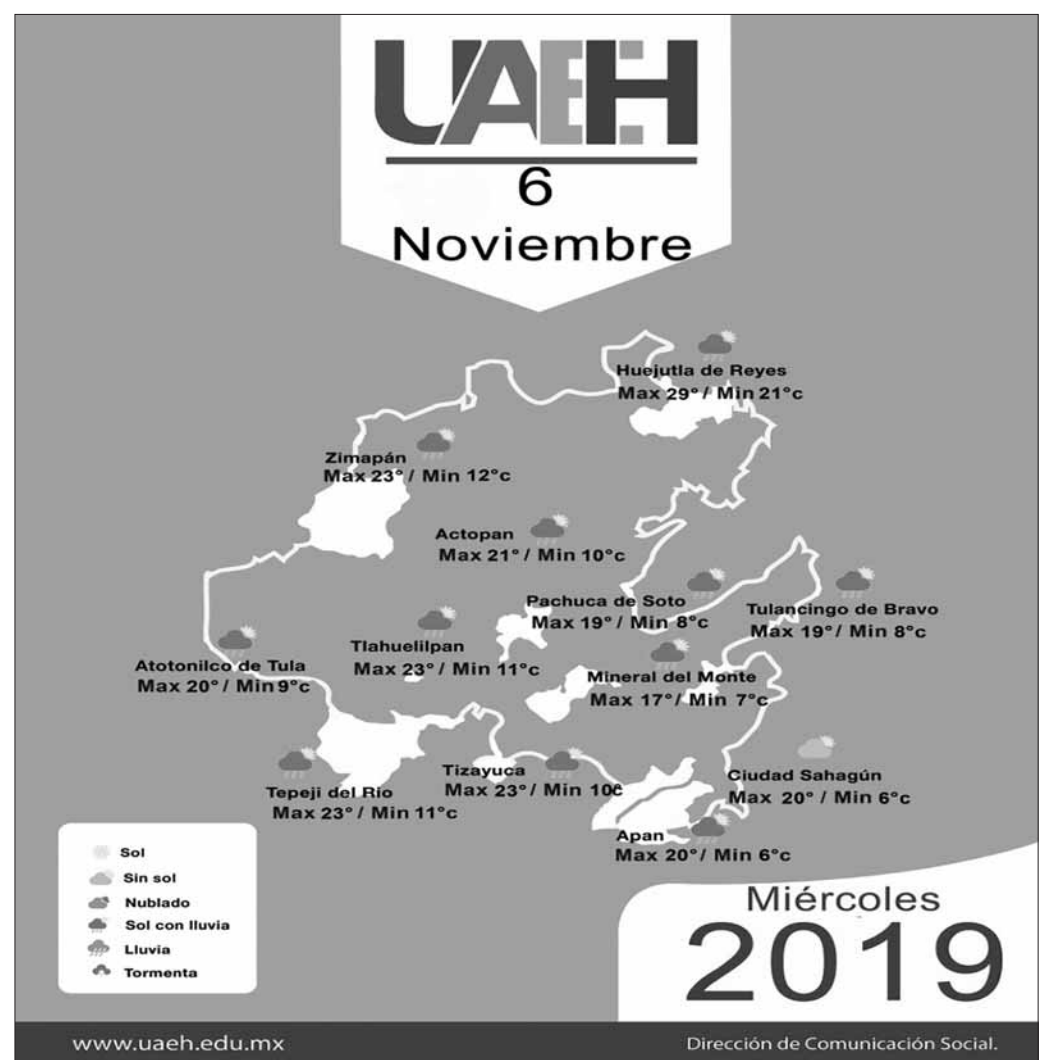 UAEH
6
Noviembre
Huejutla de Reyes
Max 29° / Min 21°c
Zimapán
Max 23° / Min 12°c
Actopan
Max 21° / Min 10°c
Pachuca de Soto
Max 19° / Min 8°c
Tulancingo de Bravo
Max 19° / Min 8°c
Tlahuelilpan
Max 23° / Min 11°c
Atotonilco de Tula
Max 20° / Min 9°c
Mineral del Monte
Max 17° / Min 7°c
Tizayuca
Max 23° / Min 10c
Ciudad Sahagún
Max 20° / Min 6°c
Tepeji del Río
Max 23° / Min 11°c
Apan
Max 20° / Min 6°c
Sol
Sin sol
Nublado
Sol con lluvia
Lluvia
Tormenta
Miércoles
2019
www.uaeh.edu.mx
Dirección de Comunicación Social.